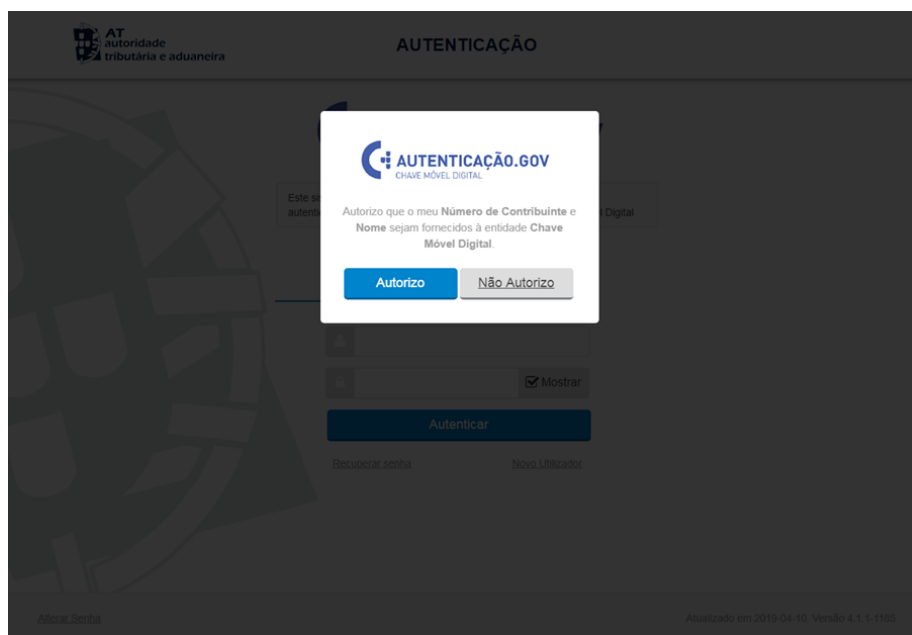 AT
autoridade
tributária e aduaneira
AUTENTICAÇÃO
AUTENTICAÇÃO.GOV
CHAVE MÓVEL DIGITAL
Este
autent
l Digital
Autorizo que o meu Número de Contribuinte e
Nome sejam fornecidos à entidade Chave
Móvel Digital.
Autorizo
Não Autorizo
Mostrar
Autenticar
Recuperar senha
Novo Utilizador
Alterar Senha
Atualizado em 2019-04-10, Versão 4.1.1-1165